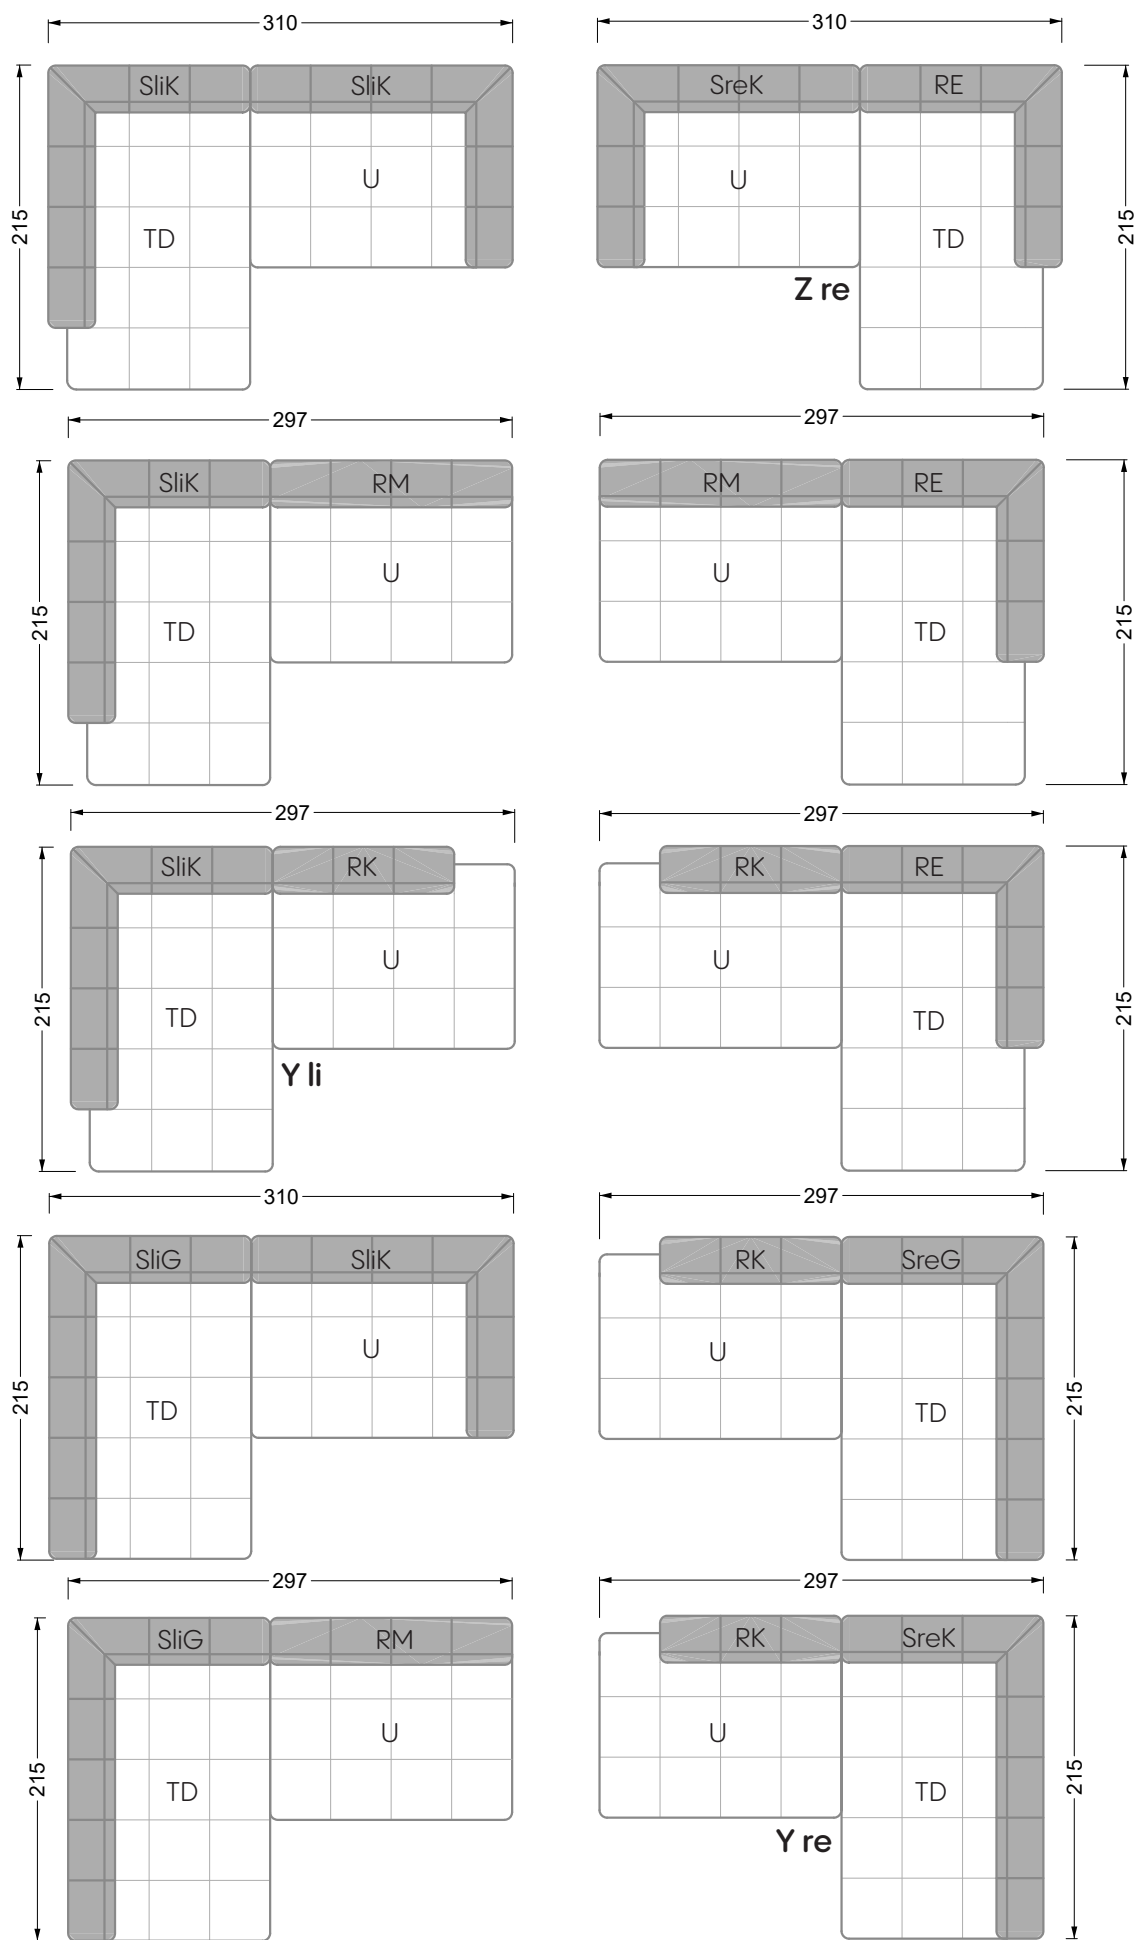 310 310
SliK SliK SreK RE
U U
215 TD TD 215
Z re
297 297
SliK RM RM RE
U U
215 TD TD 215
297 297
SliK RK RK RE
U U
215 TD TD 215
Y li
310 297
SliG SliK RK SreG
U U
215 TD TD 215
297 297
SliG RM RK SreK
U U
215 TD TD 215
Y re